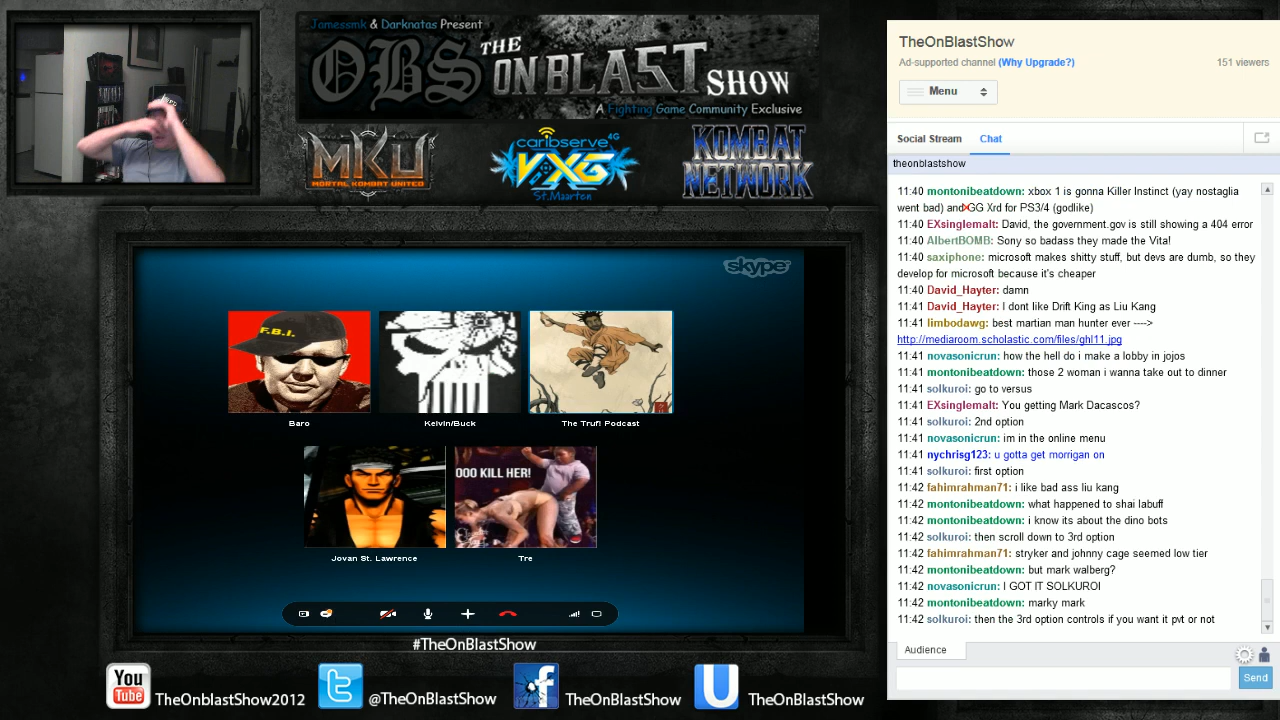 Jamessmk & Darknatas Present
OBS THE ON BLAST SHOW
A Fighting Game Community Exclusive
MKU
MORTAL KOMBAT UNITED
caribserve 4G
VXG
St.Maarten
KOMBAT
NETWORK
skype
F.B.I.
Baro
Kelvin/Buck
The Truf! Podcast
OOO KILL HER!
Jovan St. Lawrence
Tre
#TheOnBlastShow
You
Tube
TheOnblastShow2012
@TheOnBlastShow
TheOnBlastShow
TheOnBlastShow
TheOnBlastShow
Ad-supported channel (Why Upgrade?)
151 viewers
Menu
Social Stream
Chat
theonblastshow
11:40 montonibeatdown: xbox 1 is gonna Killer Instinct (yay nostaglia
went bad) and GG Xrd for PS3/4 (godlike)
11:40 EXsinglemalt: David, the government.gov is still showing a 404 error
11:40 AlbertBOMB: Sony so badass they made the Vita!
11:40 saxiphone: microsoft makes shitty stuff, but devs are dumb, so they
develop for microsoft because it's cheaper
11:40 David_Hayter: damn
11:41 David_Hayter: I dont like Drift King as Liu Kang
11:41 limbodawg: best martian man hunter ever ---->
http://mediaroom.scholastic.com/files/ghl11.jpg
11:41 novasonicrun: how the hell do i make a lobby in jojos
11:41 montonibeatdown: those 2 woman i wanna take out to dinner
11:41 solkuroi: go to versus
11:41 EXsinglemalt: You getting Mark Dacascos?
11:41 solkuroi: 2nd option
11:41 novasonicrun: im in the online menu
11:41 nychrisg123: u gotta get morrigan on
11:41 solkuroi: first option
11:42 fahimrahman71: i like bad ass liu kang
11:42 montonibeatdown: what happened to shai labuff
11:42 montonibeatdown: i know its about the dino bots
11:42 solkuroi: then scroll down to 3rd option
11:42 fahimrahman71: stryker and johnny cage seemed low tier
11:42 montonibeatdown: but mark walberg?
11:42 novasonicrun: I GOT IT SOLKUROI
11:42 montonibeatdown: marky mark
11:42 solkuroi: then the 3rd option controls if you want it pvt or not
Audience
Send